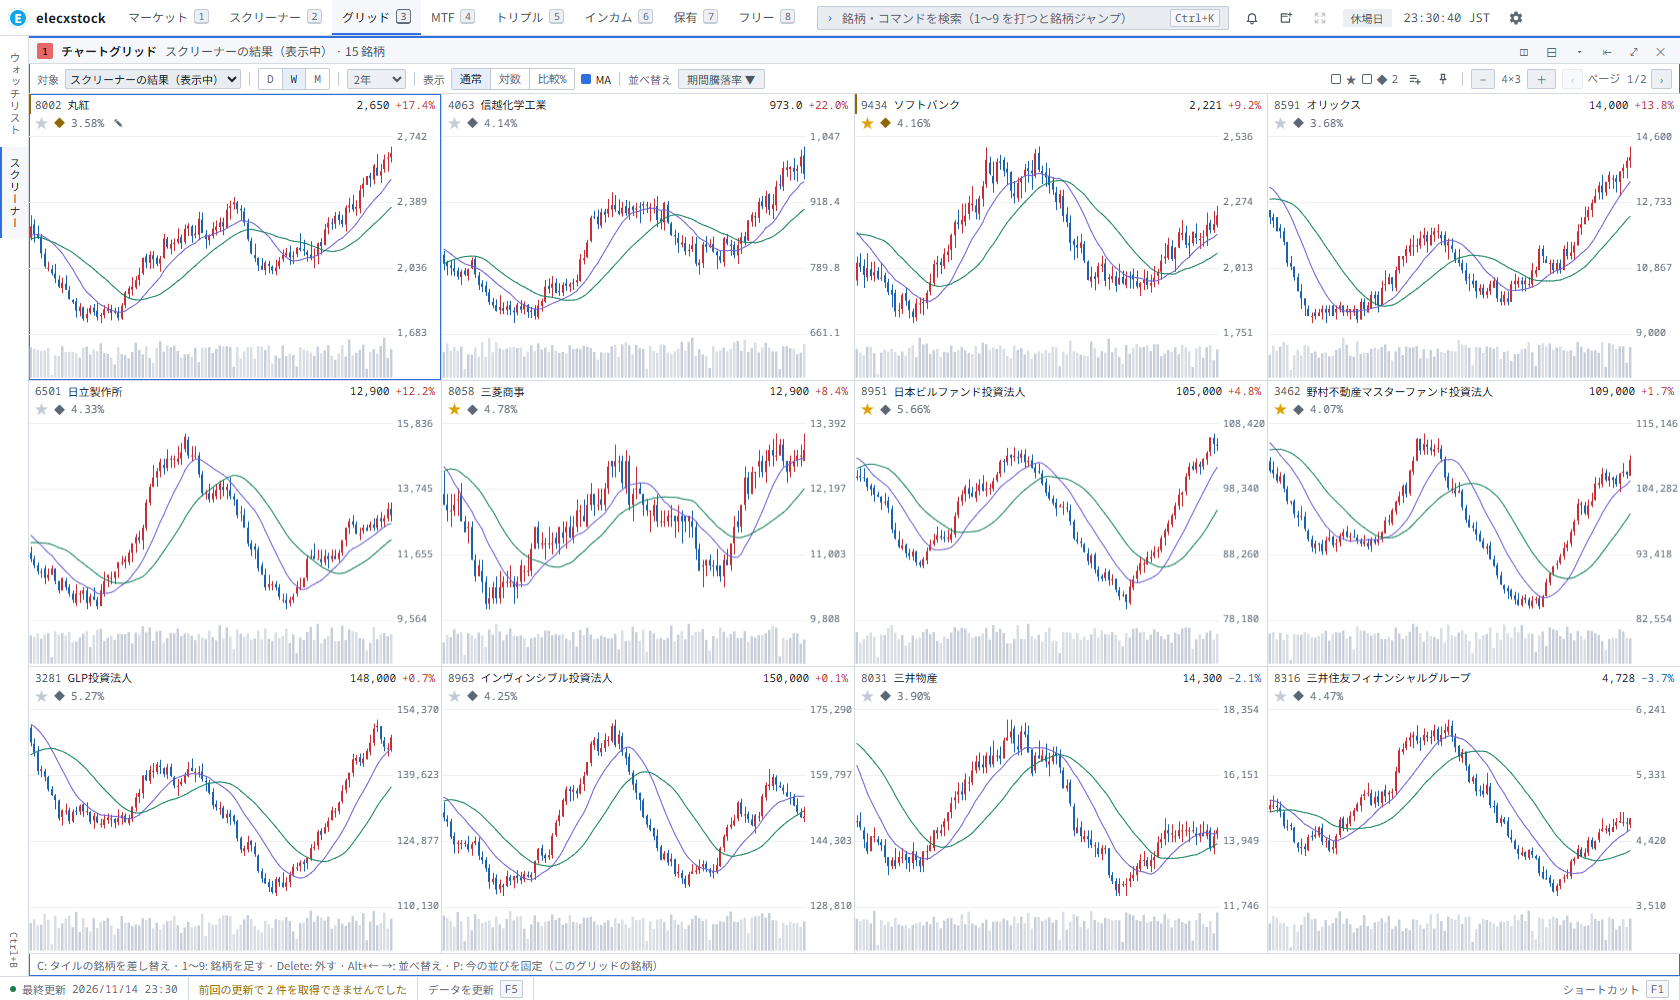 E elecxstock マーケット 1 スクリーナー 2 グリッド 3 MTF 4 トリプル 5 インカム 6 保有 7 フリー 8 › 銘柄・コマンドを検索（1〜9 を打つと銘柄ジャンプ） Ctrl+K 休場日 23:30:40 JST
ウォッチリスト
スクリーナー
Ctrl+B
1 チャートグリッド スクリーナーの結果（表示中）・15 銘柄
対象 スクリーナーの結果（表示中） D W M 2年 表示 通常 対数 比較% MA 並べ替え 期間騰落率 ▼ ★ ◆ 2 − 4×3 ＋ ‹ ページ 1/2 ›
8002 丸紅 2,650 +17.4%
★ ◆ 3.58%
2,742
2,389
2,036
1,683
4063 信越化学工業 973.0 +22.0%
★ ◆ 4.14%
1,047
918.4
789.8
661.1
9434 ソフトバンク 2,221 +9.2%
★ ◆ 4.16%
2,536
2,274
2,013
1,751
8591 オリックス 14,000 +13.8%
★ ◆ 3.68%
14,600
12,733
10,867
9,000
6501 日立製作所 12,900 +12.2%
★ ◆ 4.33%
15,836
13,745
11,655
9,564
8058 三菱商事 12,900 +8.4%
★ ◆ 4.78%
13,392
12,197
11,003
9,808
8951 日本ビルファンド投資法人 105,000 +4.8%
★ ◆ 5.66%
108,420
98,340
88,260
78,180
3462 野村不動産マスターファンド投資法人 109,000 +1.7%
★ ◆ 4.07%
115,146
104,282
93,418
82,554
3281 GLP投資法人 148,000 +0.7%
★ ◆ 5.27%
154,370
139,623
124,877
110,130
8963 インヴィンシブル投資法人 150,000 +0.1%
★ ◆ 4.25%
175,290
159,797
144,303
128,810
8031 三井物産 14,300 −2.1%
★ ◆ 3.90%
18,354
16,151
13,949
11,746
8316 三井住友フィナンシャルグループ 4,728 −3.7%
★ ◆ 4.47%
6,241
5,331
4,420
3,510
C: タイルの銘柄を差し替え · 1〜9: 銘柄を足す · Delete: 外す · Alt+← →: 並べ替え · P: 今の並びを固定（このグリッドの銘柄）
● 最終更新 2026/11/14 23:30 前回の更新で 2 件を取得できませんでした データを更新 F5 ショートカット F1